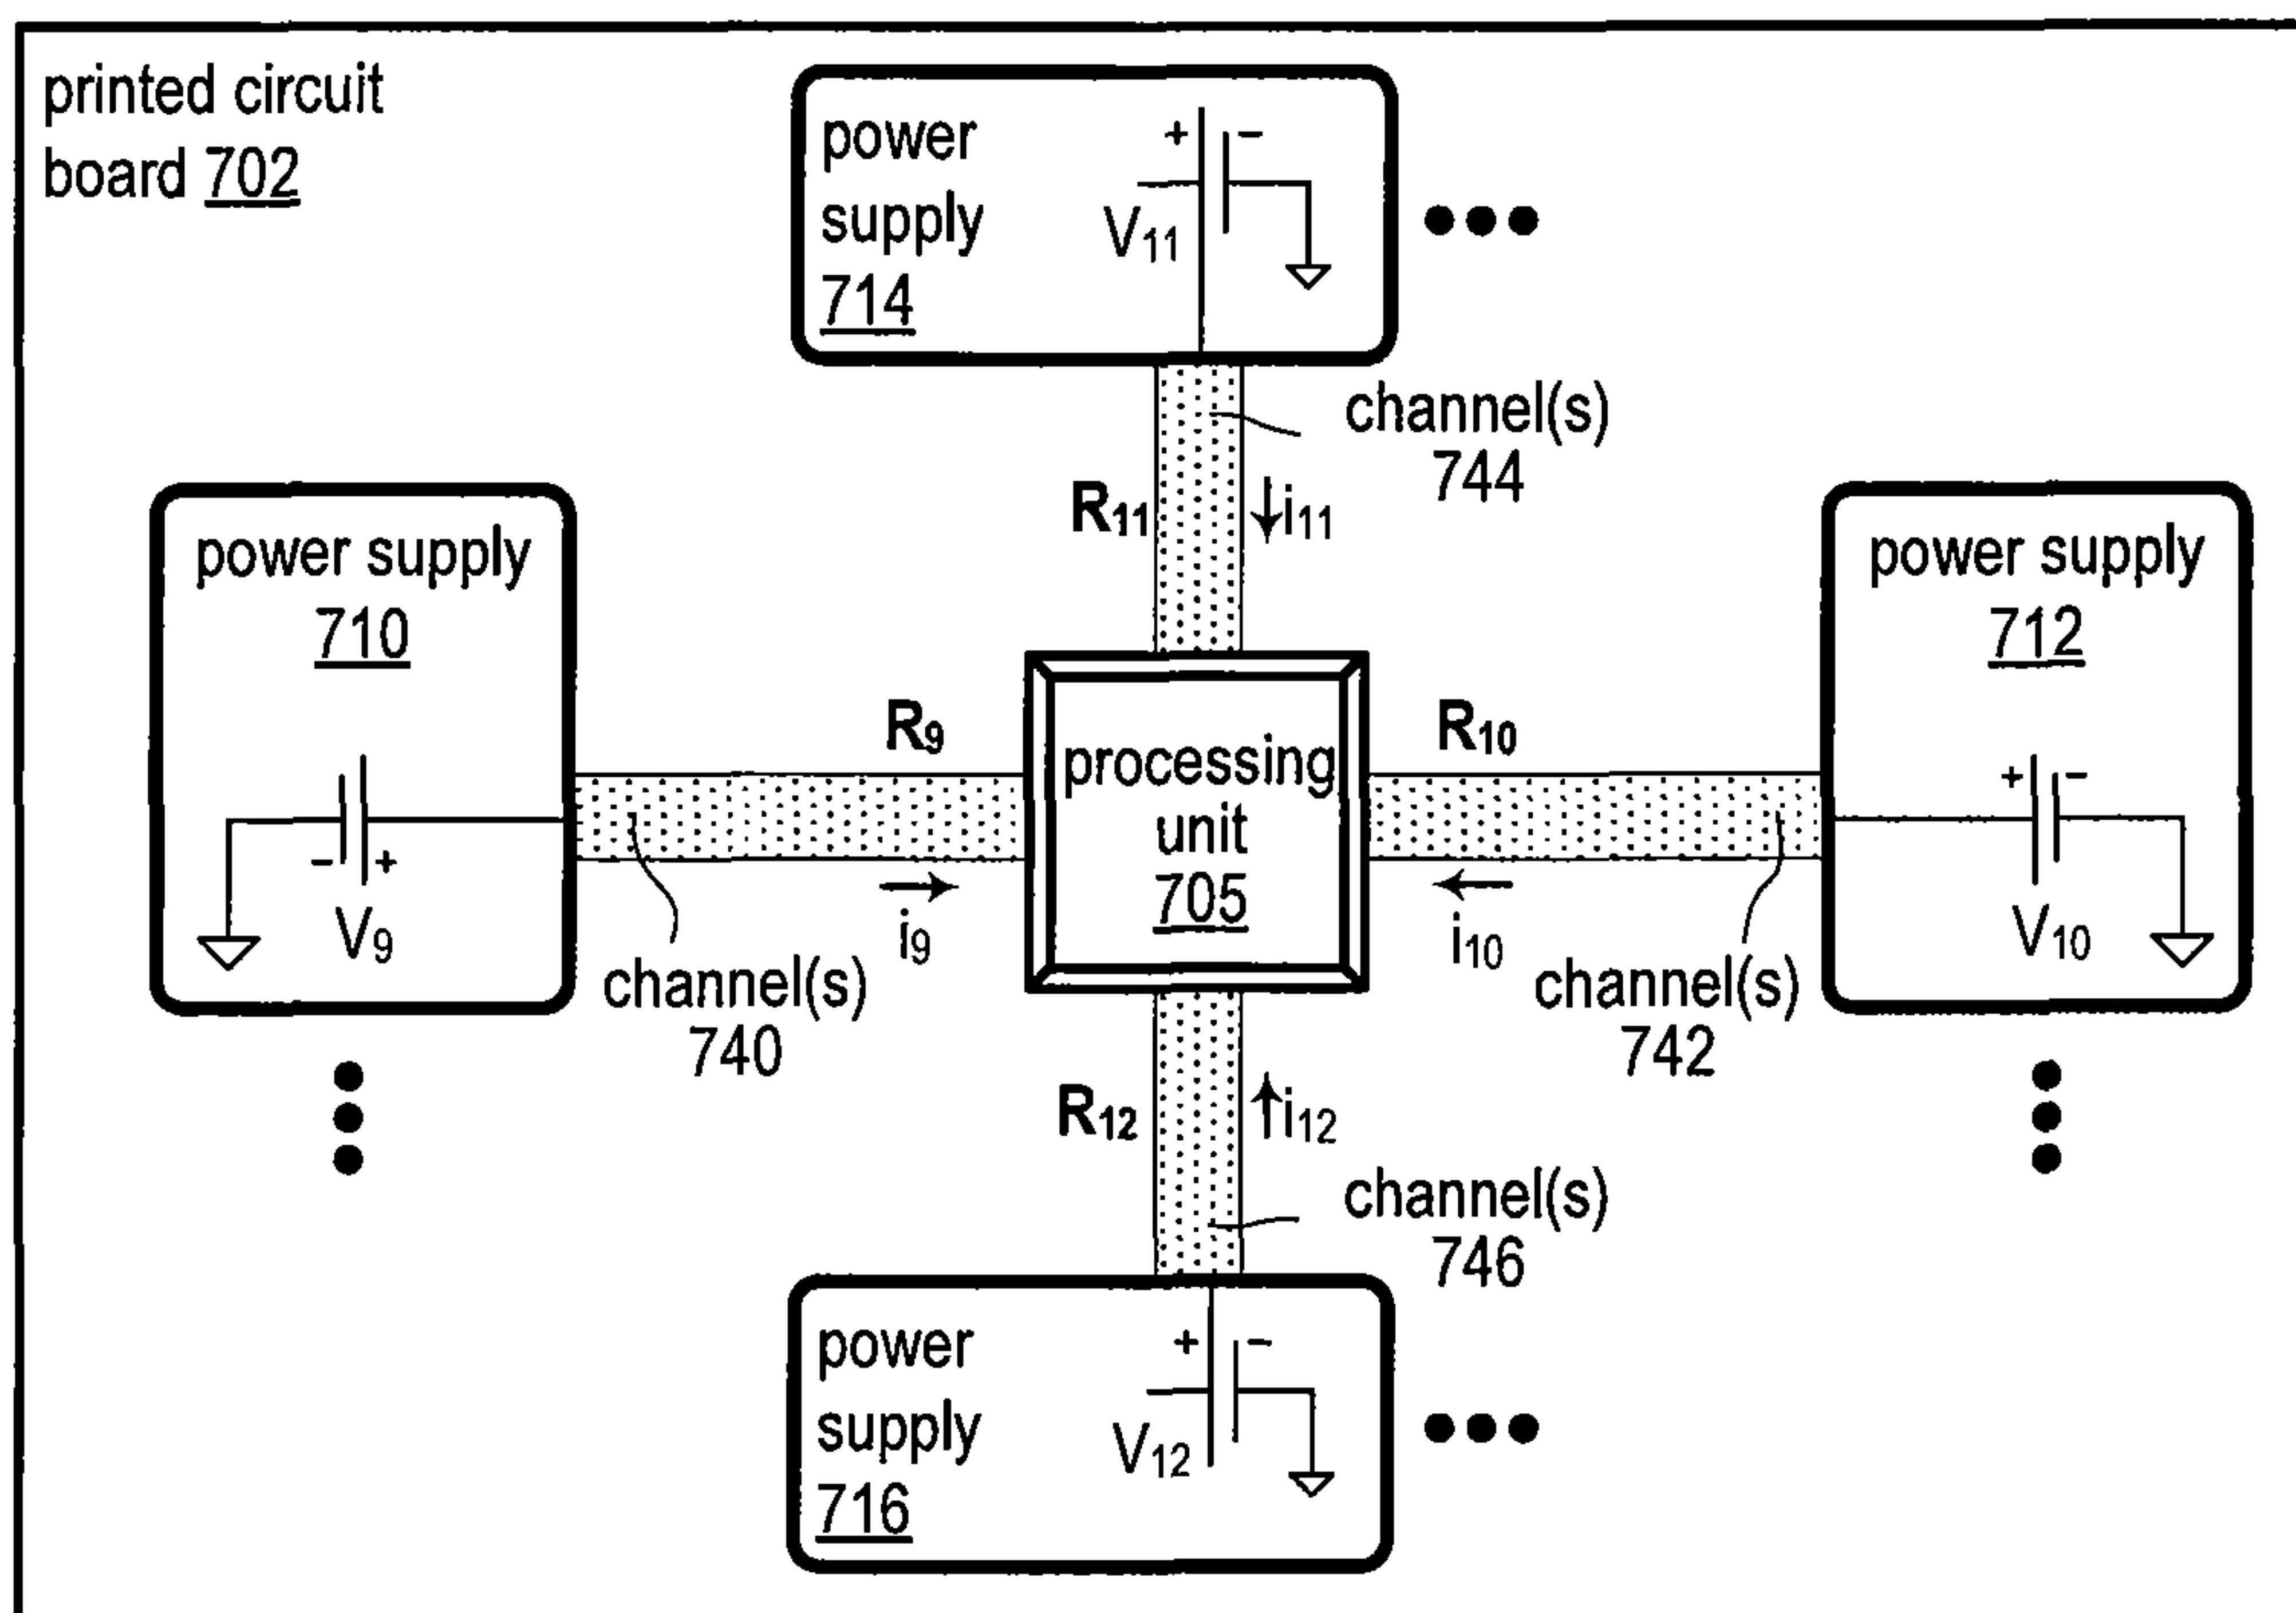 printed circuit
board 702
power
supply
714
+ −
V11
channel(s)
744
R11
i11
power supply
710
− +
V9
R9
i9
channel(s)
740
processing
unit
705
R10
i10
channel(s)
742
power supply
712
+ −
V10
R12
i12
channel(s)
746
power
supply
716
+ −
V12